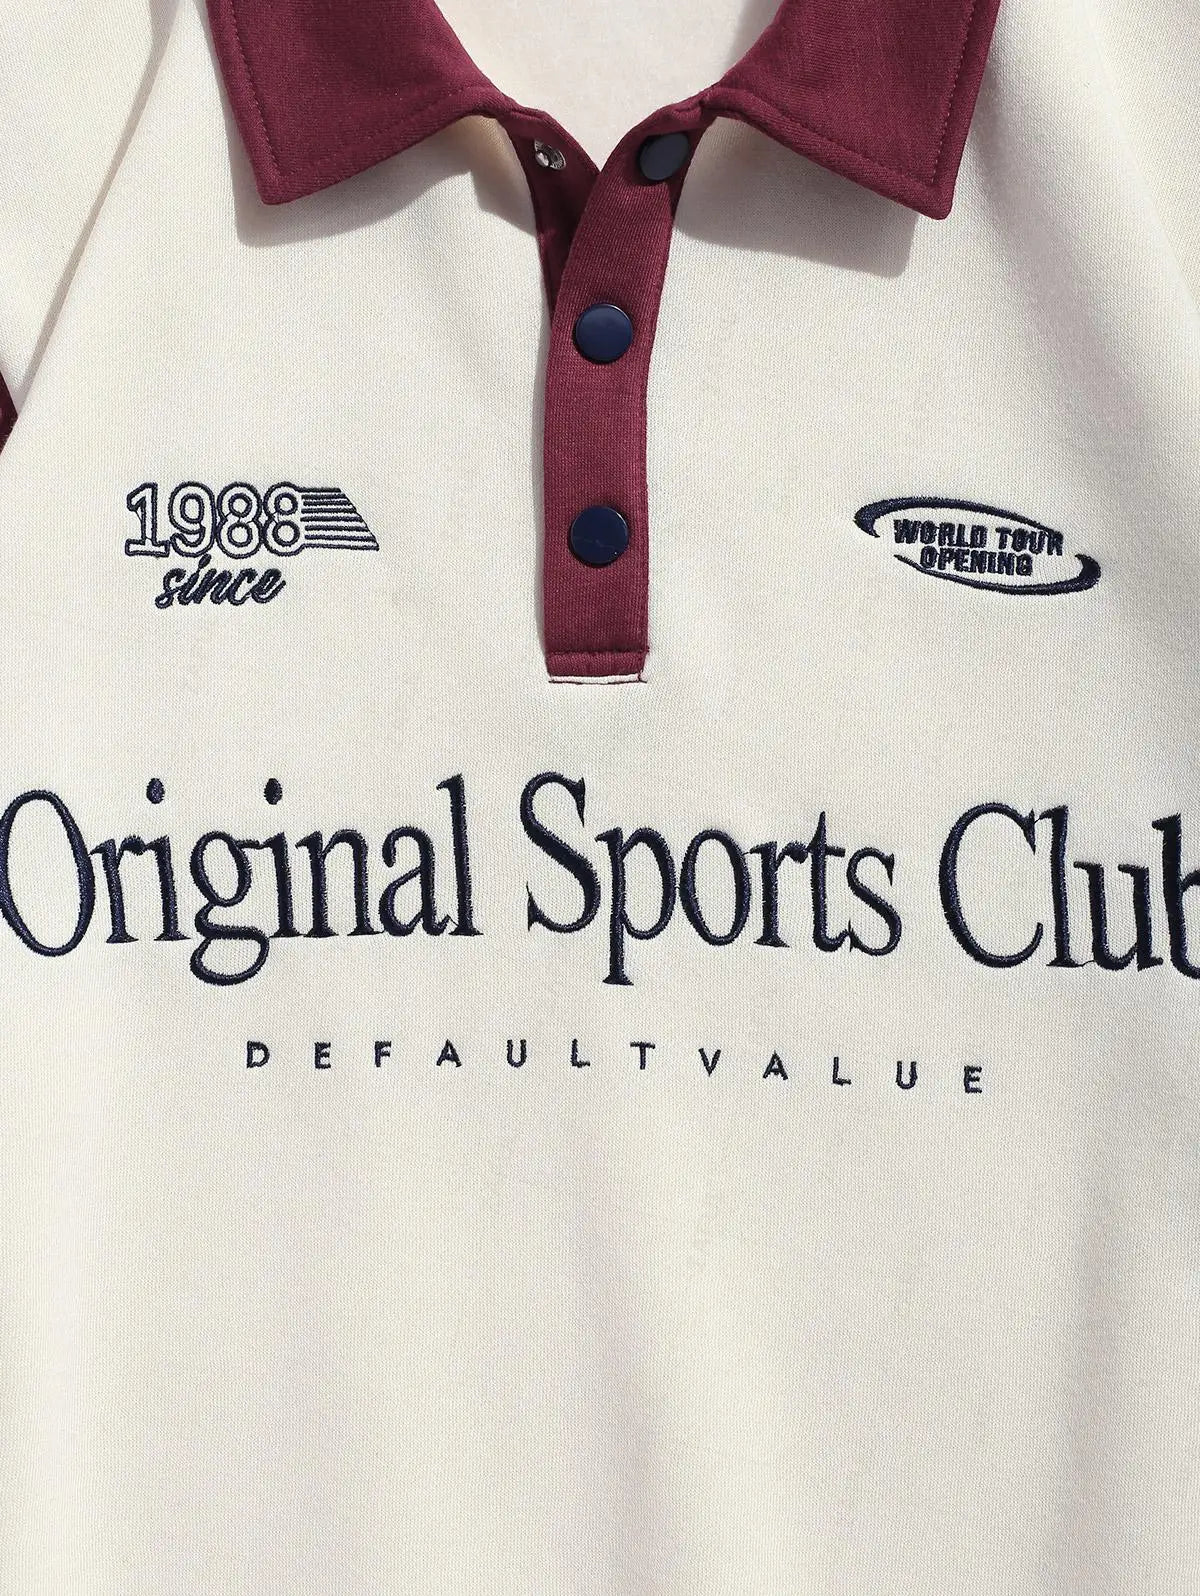 1988
since
WORLD TOUR
OPENING
Original Sports Club
DEFAULTVALUE